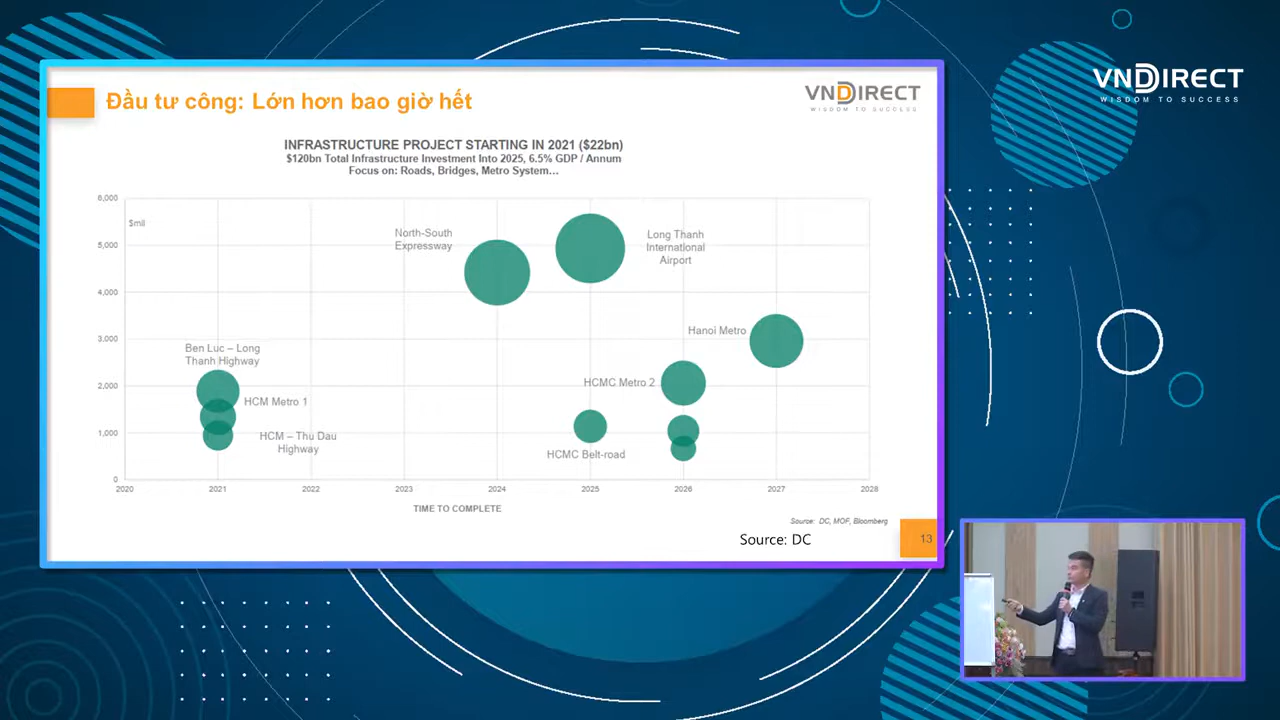 Đầu tư công: Lớn hơn bao giờ hết
VNDIRECT
WISDOM TO SUCCESS
VNDIRECT
WISDOM TO SUCCESS
INFRASTRUCTURE PROJECT STARTING IN 2021 ($22bn)
$120bn Total Infrastructure Investment Into 2025, 6.5% GDP / Annum
Focus on: Roads, Bridges, Metro System...
6,000
$mil
5,000
4,000
3,000
2,000
1,000
0
North-South
Expressway
Long Thanh
International
Airport
Hanoi Metro
Ben Luc – Long
Thanh Highway
HCMC Metro 2
HCM Metro 1
HCM – Thu Dau
Highway
HCMC Belt-road
2020
2021
2022
2023
2024
2025
2026
2027
2028
TIME TO COMPLETE
Source: DC, MOF, Bloomberg
Source: DC
13